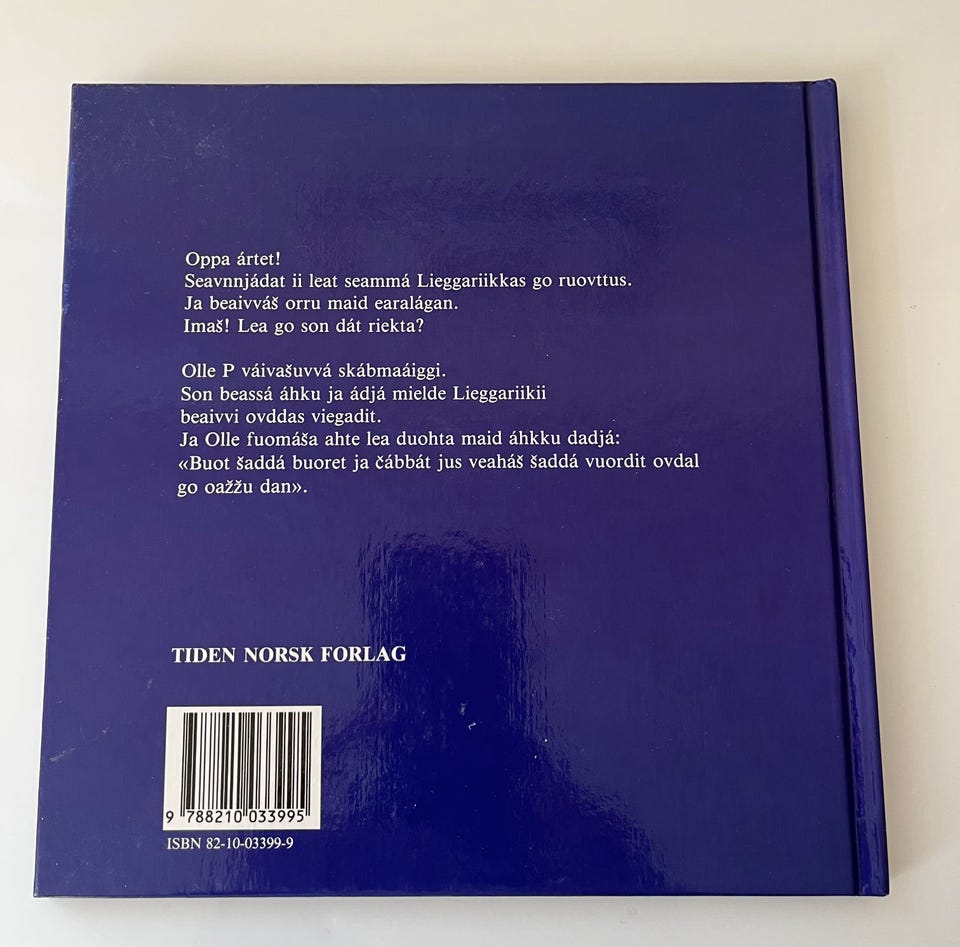 Oppa ártet!
Seavnnjádat ii leat seammá Lieggariikkas go ruovttus.
Ja beaivváš orru maid earalágan.
Imaš! Lea go son dát riekta?
Olle P váivašuvvá skábmaáiggi.
Son beassá áhku ja ádjá mielde Lieggariikii
beaivvi ovddas viegadit.
Ja Olle fuomáša ahte lea duohta maid áhkku dadjá:
«Buot šaddá buoret ja čábbát jus veaháš šaddá vuordit ovdal
go oažžu dan».
TIDEN NORSK FORLAG
9 788210 033995
ISBN 82-10-03399-9